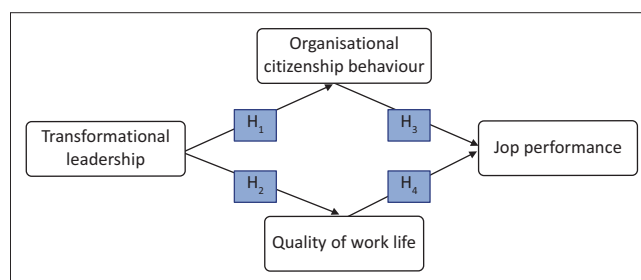 Organisational
citizenship behaviour
H₁
H₃
Transformational
leadership
Jop performance
H₂
H₄
Quality of work life